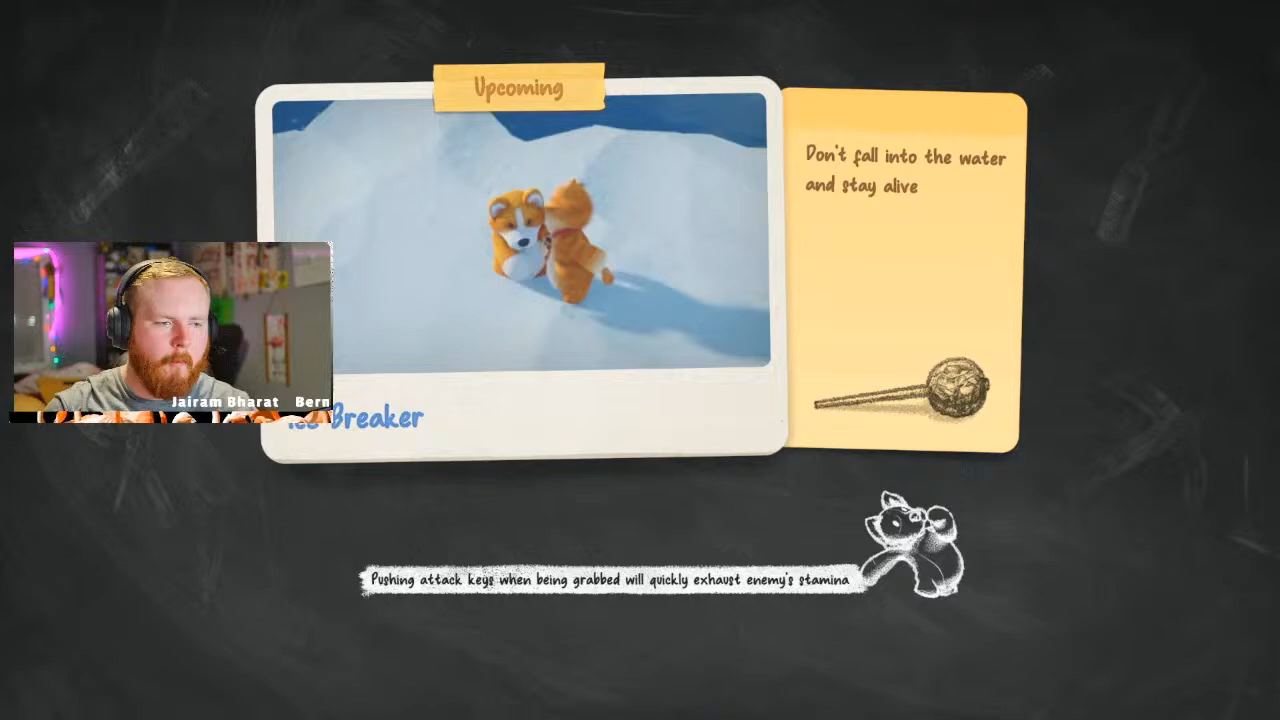 Upcoming
Don't fall into the water
and stay alive
Jairam Bharat Bern
Breaker
Pushing attack keys when being grabbed will quickly exhaust enemy's stamina